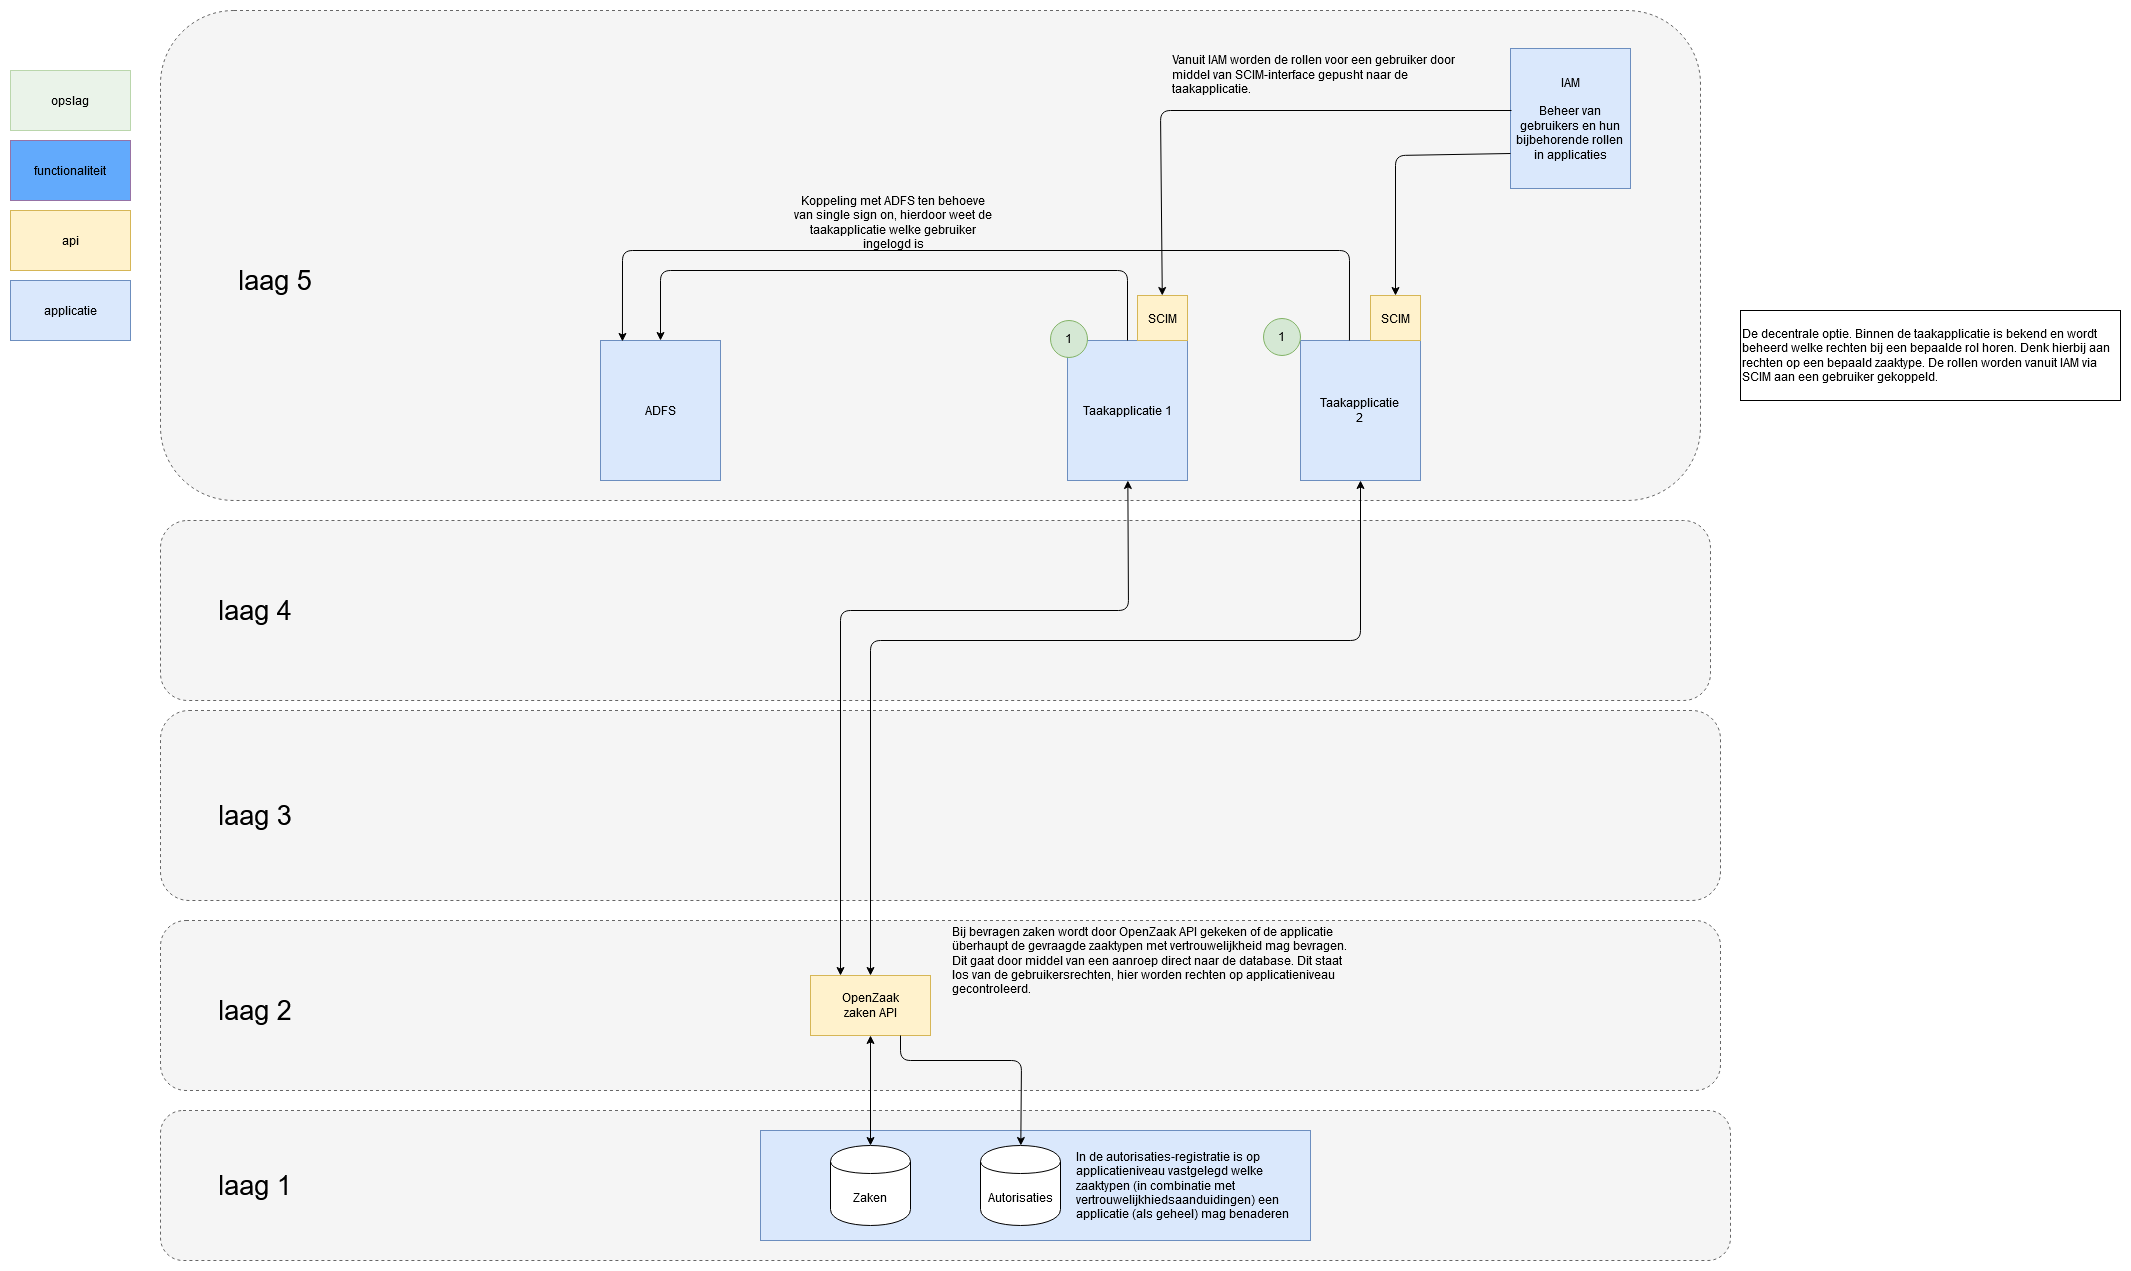 opslag
functionaliteit
api
applicatie
laag 5
Vanuit IAM worden de rollen voor een gebruiker door
middel van SCIM-interface gepusht naar de
taakapplicatie.
IAM
Beheer van
gebruikers en hun
bijbehorende rollen
in applicaties
Koppeling met ADFS ten behoeve
van single sign on, hierdoor weet de
taakapplicatie welke gebruiker
ingelogd is
SCIM
SCIM
1
1
ADFS
Taakapplicatie 1
Taakapplicatie
2
De decentrale optie. Binnen de taakapplicatie is bekend en wordt
beheerd welke rechten bij een bepaalde rol horen. Denk hierbij aan
rechten op een bepaald zaaktype. De rollen worden vanuit IAM via
SCIM aan een gebruiker gekoppeld.
laag 4
laag 3
laag 2
Bij bevragen zaken wordt door OpenZaak API gekeken of de applicatie
überhaupt de gevraagde zaaktypen met vertrouwelijkheid mag bevragen.
Dit gaat door middel van een aanroep direct naar de database. Dit staat
los van de gebruikersrechten, hier worden rechten op applicatieniveau
gecontroleerd.
OpenZaak
zaken API
laag 1
Zaken
Autorisaties
In de autorisaties-registratie is op
applicatieniveau vastgelegd welke
zaaktypen (in combinatie met
vertrouwelijkhiedsaanduidingen) een
applicatie (als geheel) mag benaderen